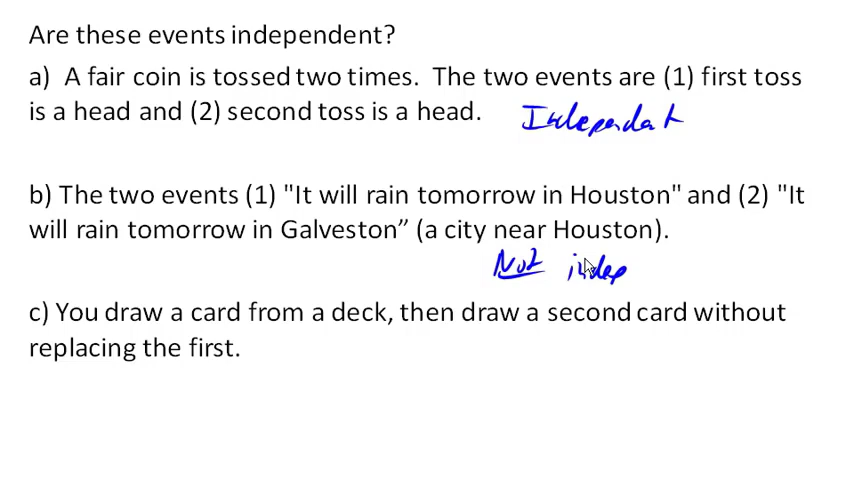 Are these events independent?
a) A fair coin is tossed two times. The two events are (1) first toss
is a head and (2) second toss is a head.
Independent
b) The two events (1) "It will rain tomorrow in Houston" and (2) "It
will rain tomorrow in Galveston” (a city near Houston).
Not indep
c) You draw a card from a deck, then draw a second card without
replacing the first.